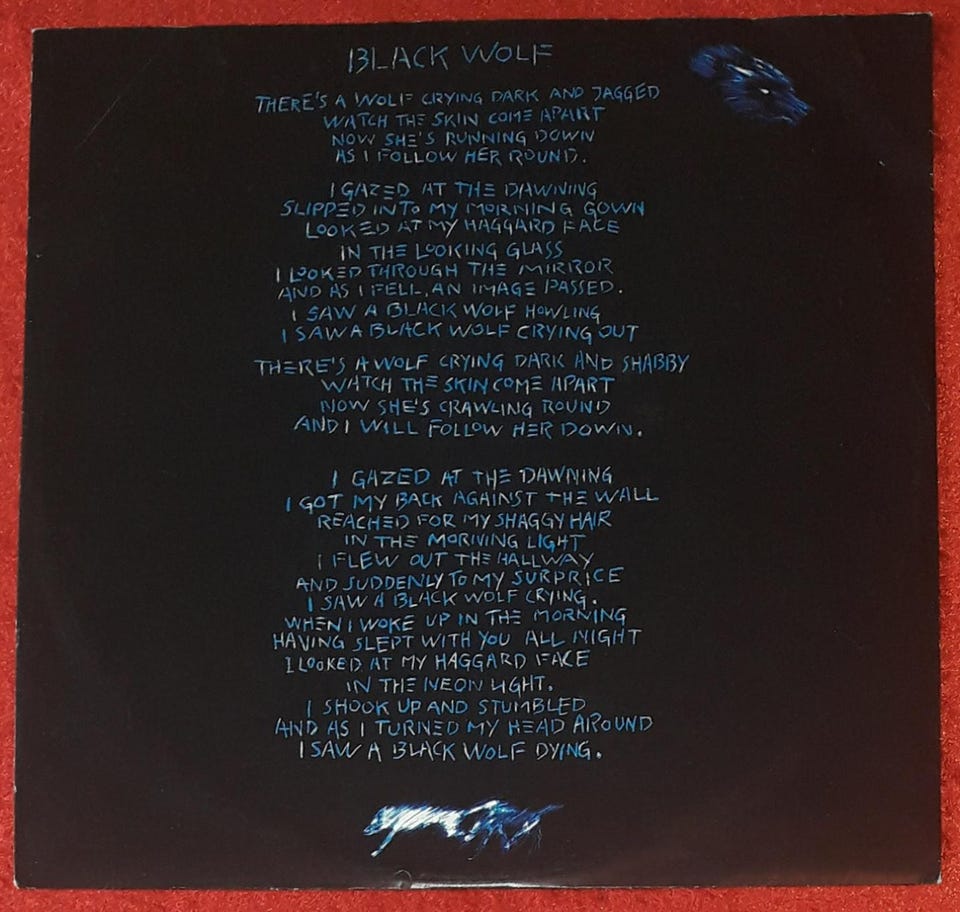 BLACK WOLF
THERE'S A WOLF CRYING DARK AND JAGGED
WATCH THE SKIN COME APART
NOW SHE'S RUNNING DOWN
AS I FOLLOW HER ROUND.
I GAZED AT THE DAWNING
SLIPPED INTO MY MORNING GOWN
LOOKED AT MY HAGGARD FACE
IN THE LOOKING GLASS
I LOOKED THROUGH THE MIRROR
AND AS I FELL, AN IMAGE PASSED.
I SAW A BLACK WOLF HOWLING
I SAW A BLACK WOLF CRYING OUT
THERE'S A WOLF CRYING DARK AND SHABBY
WATCH THE SKIN COME APART
NOW SHE'S CRAWLING ROUND
AND I WILL FOLLOW HER DOWN.
I GAZED AT THE DAWNING
I GOT MY BACK AGAINST THE WALL
REACHED FOR MY SHAGGY HAIR
IN THE MORNING LIGHT
I FLEW OUT THE HALLWAY
AND SUDDENLY TO MY SURPRICE
I SAW A BLACK WOLF CRYING.
WHEN I WOKE UP IN THE MORNING
HAVING SLEPT WITH YOU ALL NIGHT
I LOOKED AT MY HAGGARD FACE
IN THE NEON LIGHT.
I SHOOK UP AND STUMBLED
AND AS I TURNED MY HEAD AROUND
I SAW A BLACK WOLF DYING.